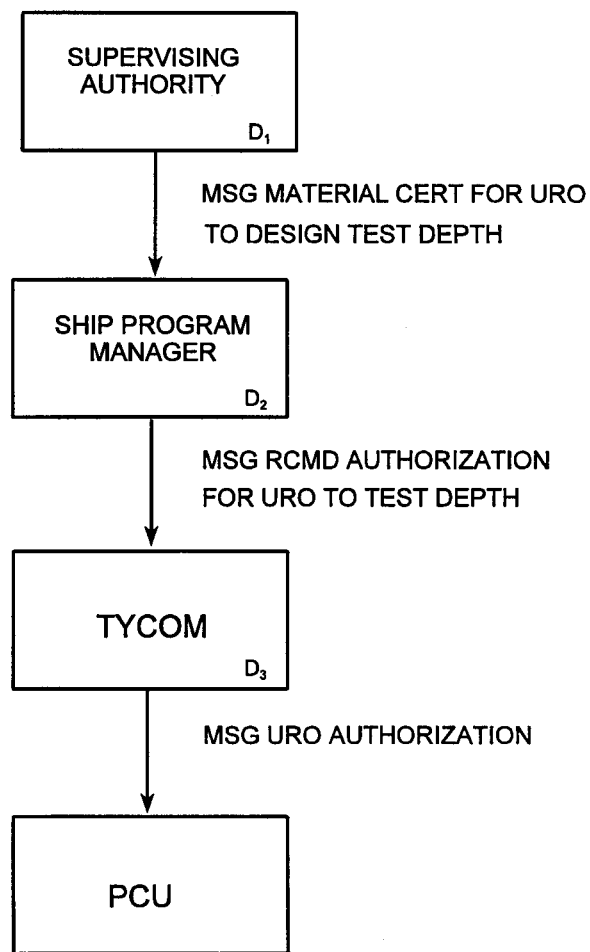 SUPERVISING
AUTHORITY
D₁
MSG MATERIAL CERT FOR URO
TO DESIGN TEST DEPTH
SHIP PROGRAM
MANAGER
D₂
MSG RCMD AUTHORIZATION
FOR URO TO TEST DEPTH
TYCOM
D₃
MSG URO AUTHORIZATION
PCU